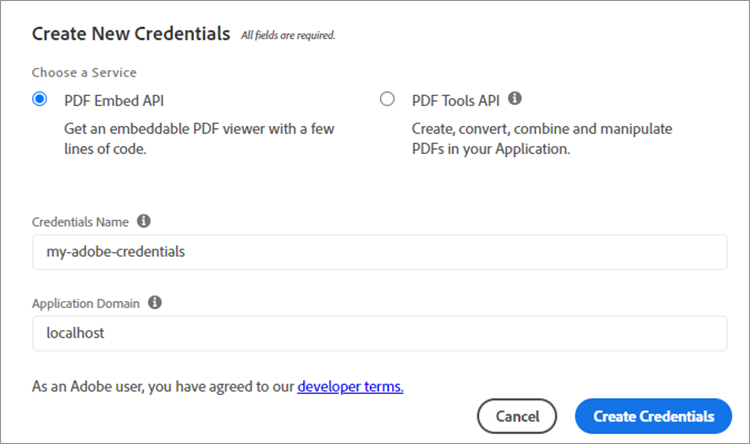 Create New Credentials All fields are required.
Choose a Service
PDF Embed API
Get an embeddable PDF viewer with a few
lines of code.
PDF Tools API
Create, convert, combine and manipulate
PDFs in your Application.
Credentials Name
my-adobe-credentials
Application Domain
localhost
As an Adobe user, you have agreed to our developer terms.
Cancel
Create Credentials